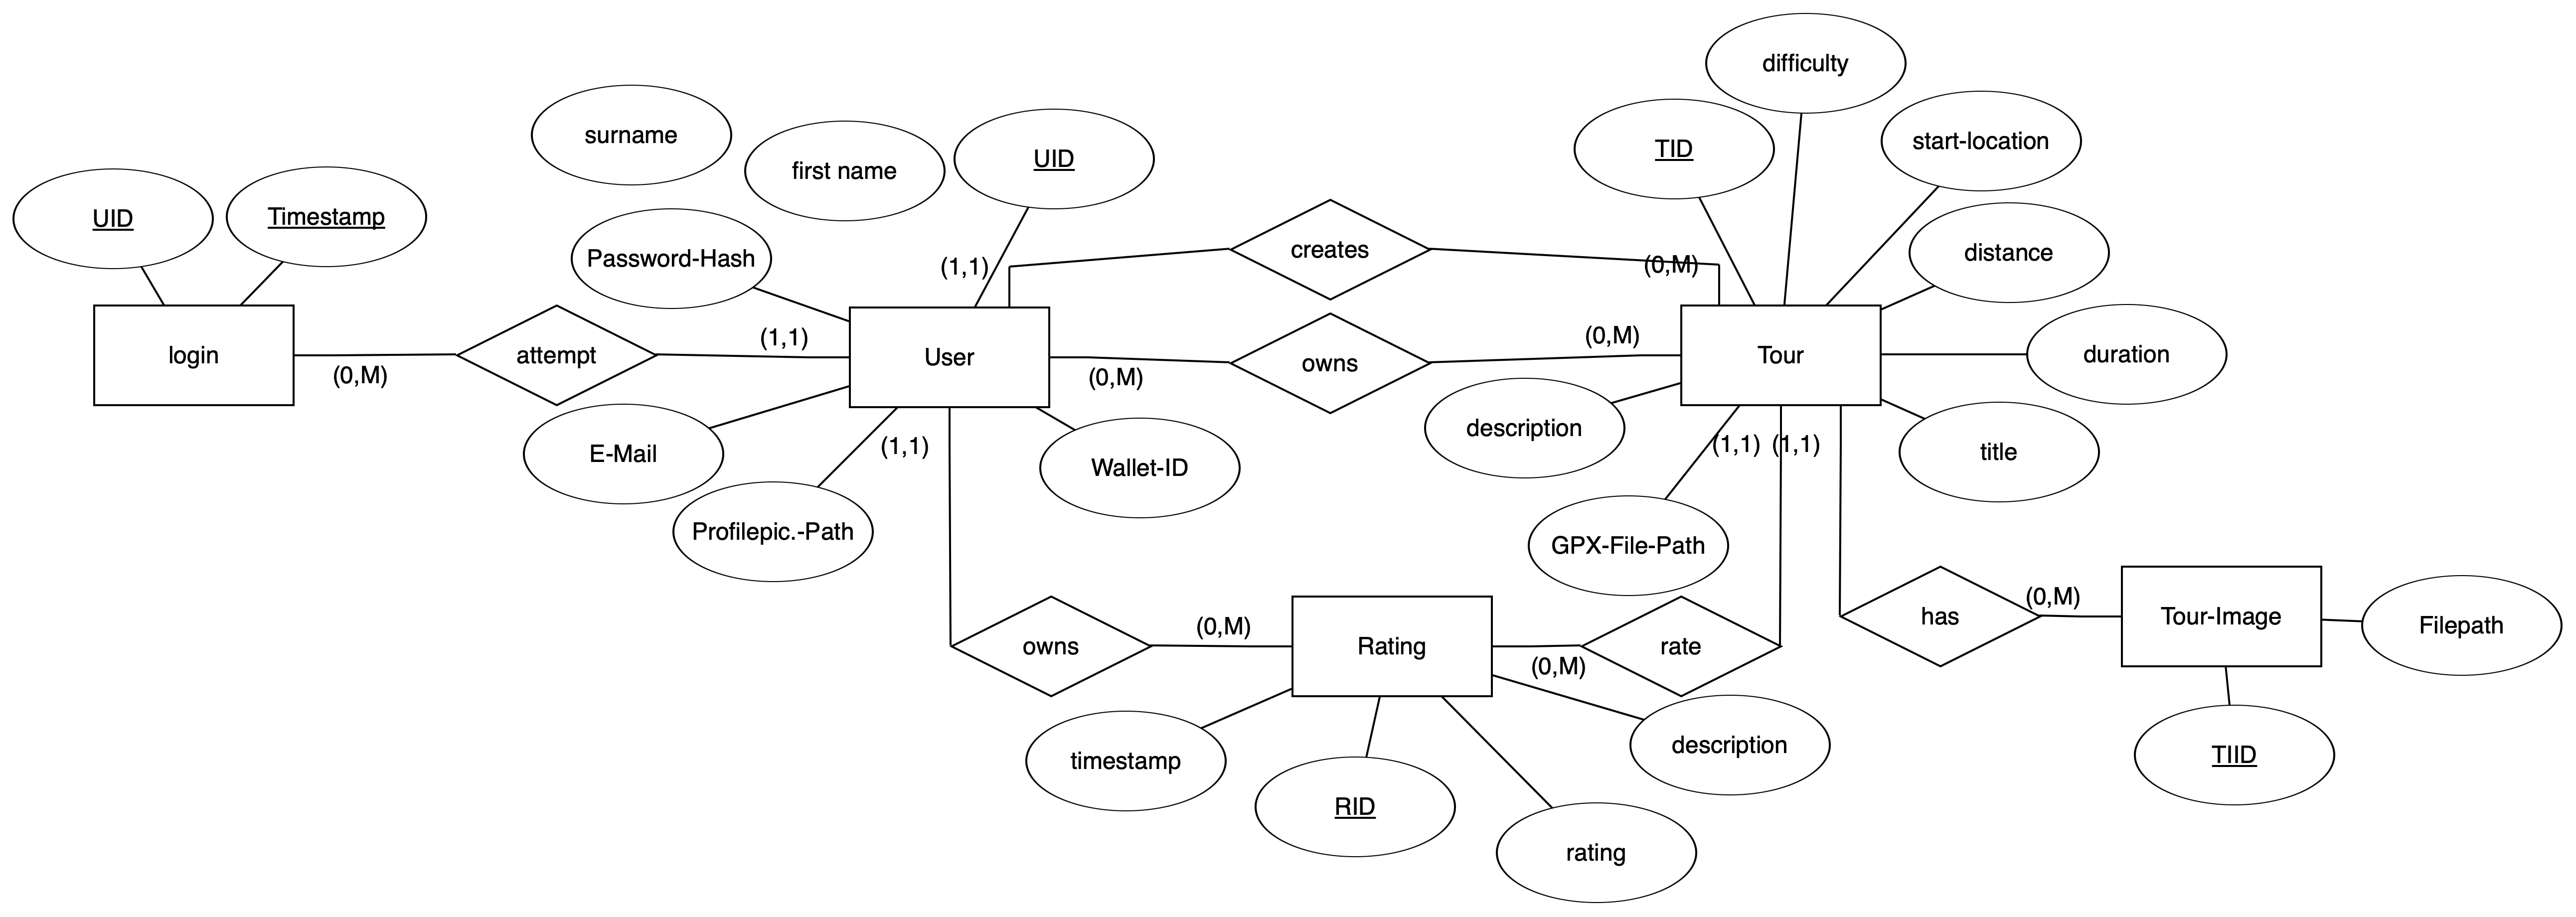 difficulty
surname
start-location
TID
UID
first name
UID
Timestamp
creates
distance
Password-Hash
(1,1)
(0,M)
(1,1)
(0,M)
login
attempt
User
owns
Tour
duration
(0,M)
(0,M)
description
E-Mail
(1,1)
Wallet-ID
(1,1)
(1,1)
title
Profilepic.-Path
GPX-File-Path
(0,M)
(0,M)
has
Tour-Image
Filepath
owns
Rating
rate
(0,M)
timestamp
description
TIID
RID
rating